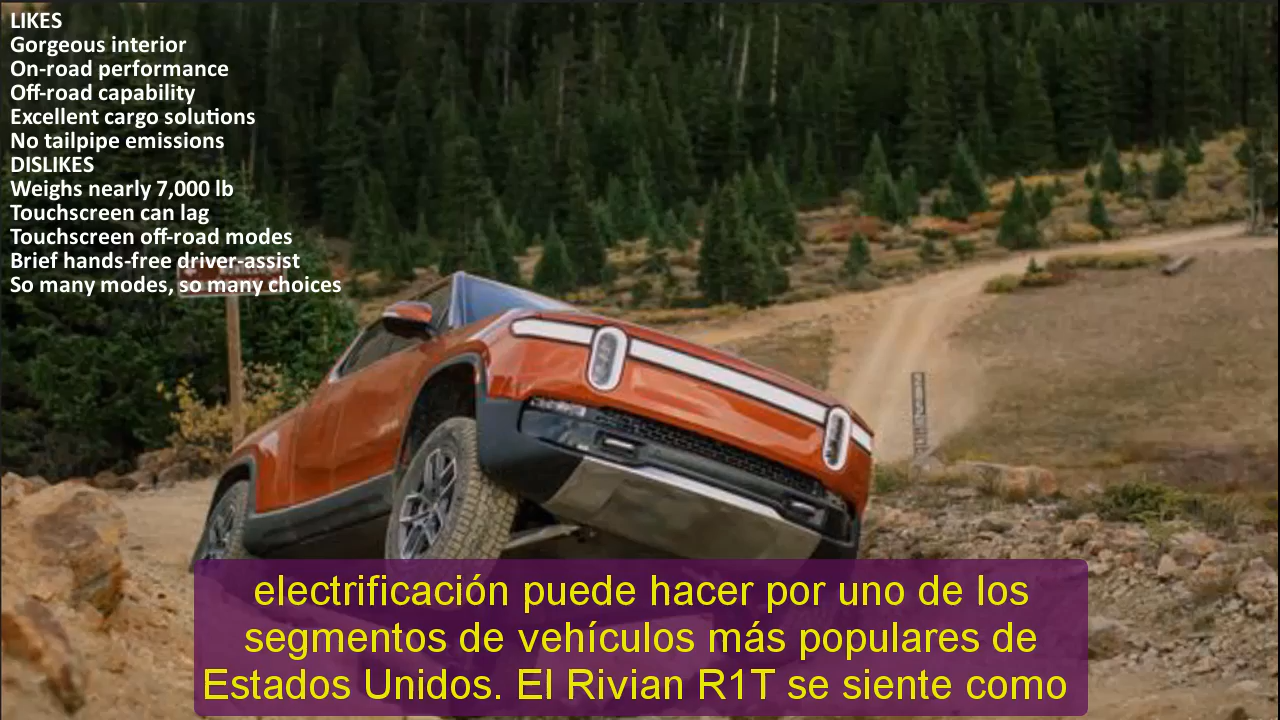 LIKES
Gorgeous interior
On-road performance
Off-road capability
Excellent cargo solutions
No tailpipe emissions
DISLIKES
Weighs nearly 7,000 lb
Touchscreen can lag
Touchscreen off-road modes
Brief hands-free driver-assist
So many modes, so many choices
electrificación puede hacer por uno de los
segmentos de vehículos más populares de
Estados Unidos. El Rivian R1T se siente como